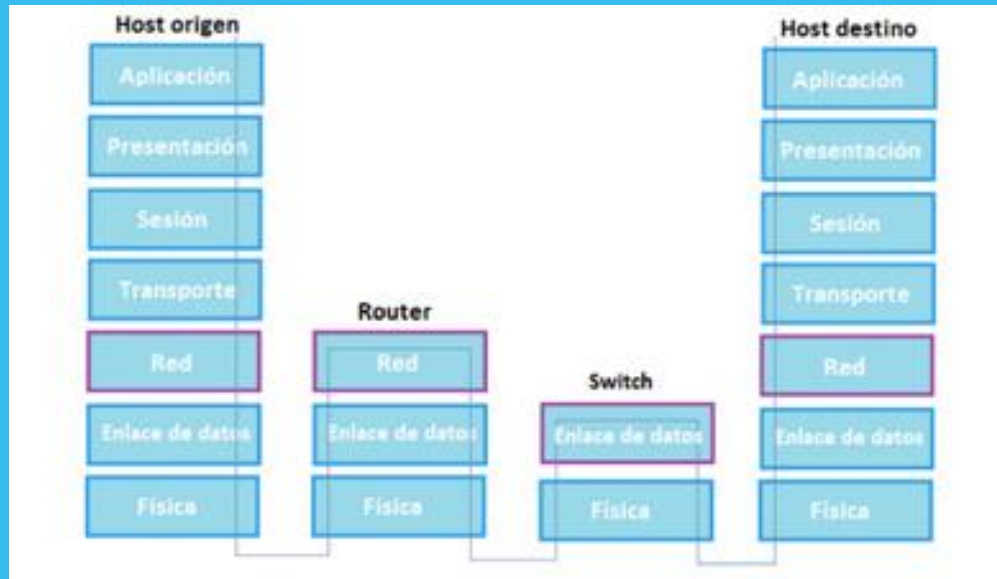 Host origen
Aplicación
Presentación
Sesión
Transporte
Red
Enlace de datos
Física
Router
Red
Enlace de datos
Física
Switch
Enlace de datos
Física
Host destino
Aplicación
Presentación
Sesión
Transporte
Red
Enlace de datos
Física